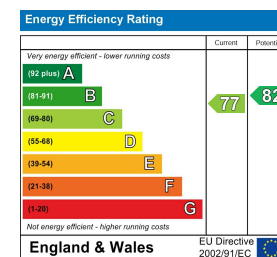 Energy Efficiency Rating
Current Potenti
Very energy efficient - lower running costs
(92 plus) A
(81-91) B
(69-80) C
(55-68) D
(39-54) E
(21-38) F
(1-20) G
77
82
Not energy efficient - higher running costs
England & Wales
EU Directive
2002/91/EC